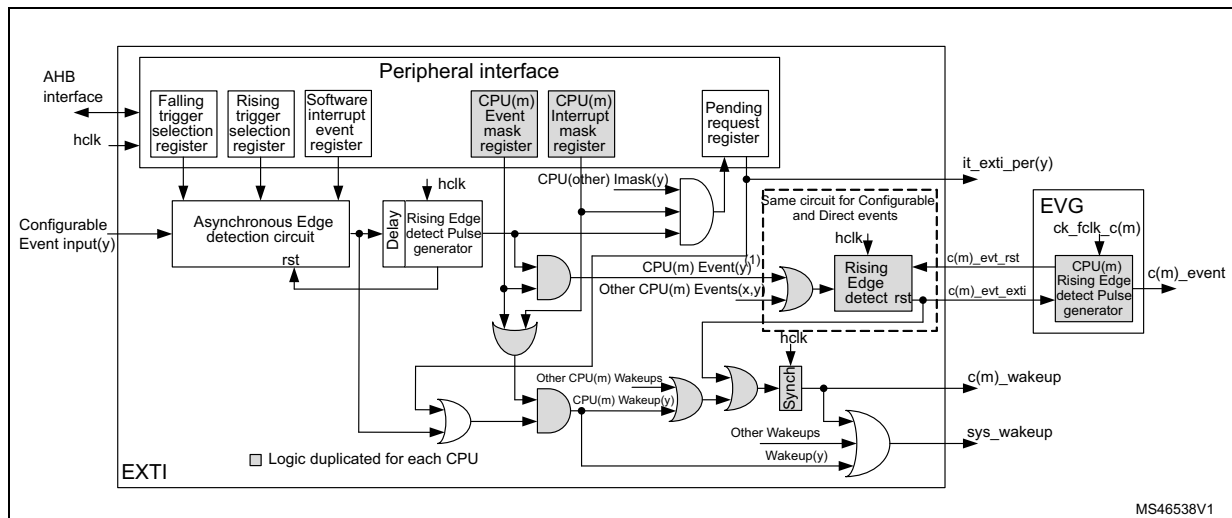 AHB
interface
hclk
Peripheral interface
Falling
trigger
selection
register
Rising
trigger
selection
register
Software
interrupt
event
register
CPU(m)
Event
mask
register
CPU(m)
Interrupt
mask
register
Pending
request
register
CPU(other) Imask(y)
it_exti_per(y)
Configurable
Event input(y)
Asynchronous Edge
detection circuit
rst
hclk
Delay
Rising Edge
detect Pulse
generator
Same circuit for Configurable
and Direct events
hclk
Rising
Edge
detect rst
CPU(m) Event(y)(1)
Other CPU(m) Events(x,y)
c(m)_evt_rst
c(m)_evt_exti
EVG
ck_fclk_c(m)
CPU(m)
Rising Edge
detect Pulse
generator
c(m)_event
hclk
Synch
Other CPU(m) Wakeups
CPU(m) Wakeup(y)
c(m)_wakeup
Other Wakeups
Wakeup(y)
sys_wakeup
Logic duplicated for each CPU
EXTI
MS46538V1